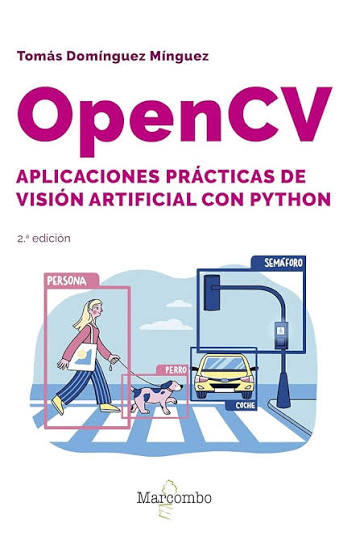 Tomás Domínguez Mínguez
OpenCV
APLICACIONES PRÁCTICAS DE
VISIÓN ARTIFICIAL CON PYTHON
2.ª edición
SEMÁFORO
PERSONA
PERRO
COCHE
Marcombo